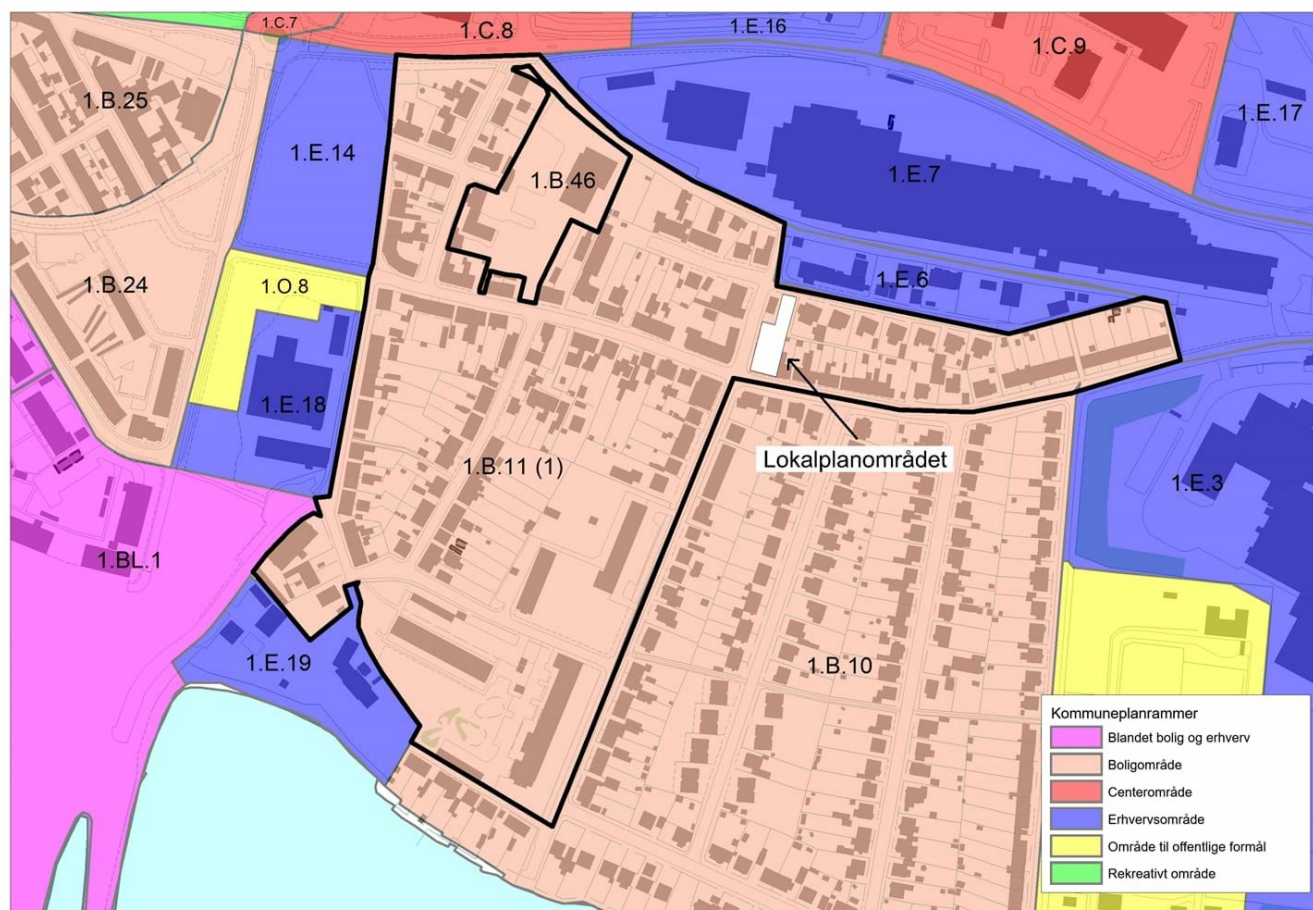 1.C.7
1.C.8
1.E.16
1.C.9
1.B.25
1.E.17
1.E.14
1.B.46
1.E.7
1.B.24
1.O.8
1.E.6
1.E.18
Lokalplanområdet
1.B.11 (1)
1.E.3
1.BL.1
1.E.19
1.B.10
Kommuneplanrammer
Blandet bolig og erhverv
Boligområde
Centerområde
Erhvervsområde
Område til offentlige formål
Rekreativt område